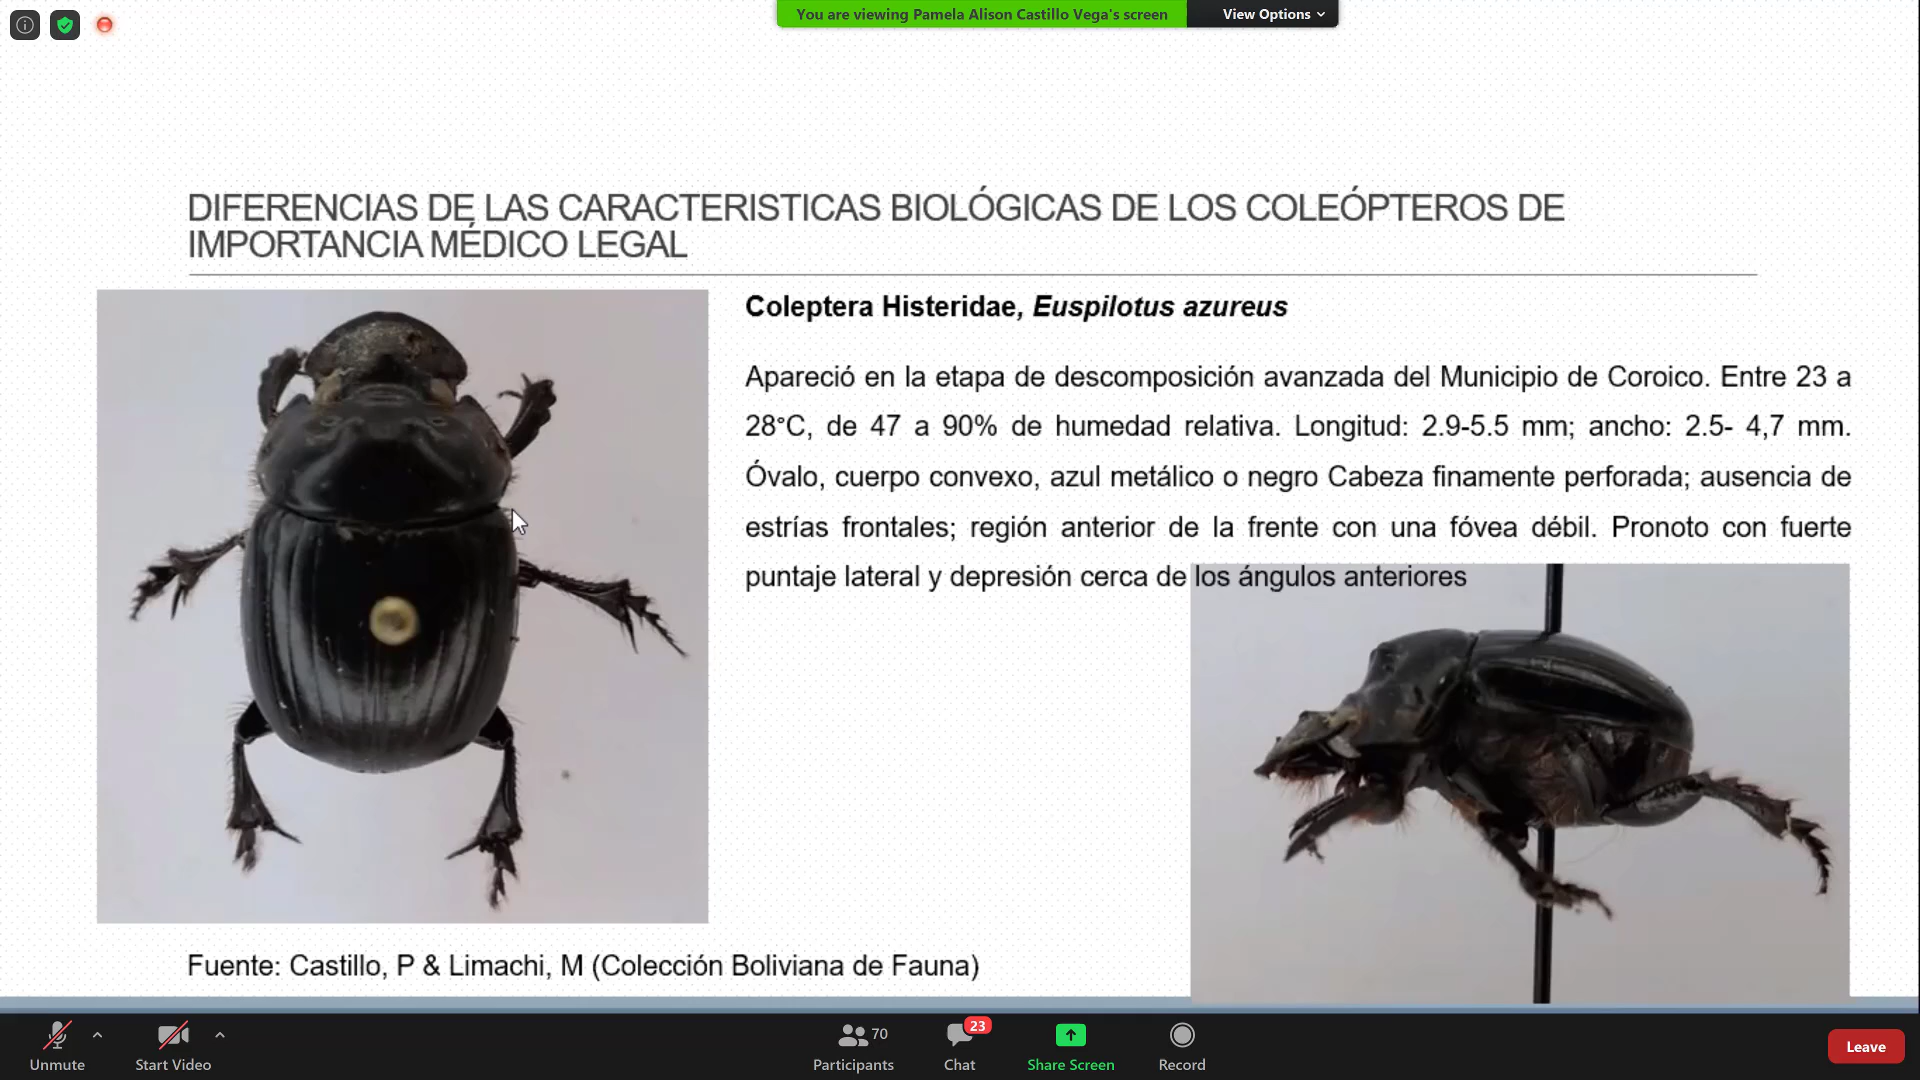 You are viewing Pamela Alison Castillo Vega's screen
View Options
DIFERENCIAS DE LAS CARACTERISTICAS BIOLÓGICAS DE LOS COLEÓPTEROS DE
IMPORTANCIA MÉDICO LEGAL
Coleptera Histeridae, Euspilotus azureus
Apareció en la etapa de descomposición avanzada del Municipio de Coroico. Entre 23 a
28°C, de 47 a 90% de humedad relativa. Longitud: 2.9-5.5 mm; ancho: 2.5- 4,7 mm.
Óvalo, cuerpo convexo, azul metálico o negro Cabeza finamente perforada; ausencia de
estrías frontales; región anterior de la frente con una fóvea débil. Pronoto con fuerte
puntaje lateral y depresión cerca de los ángulos anteriores
Fuente: Castillo, P & Limachi, M (Colección Boliviana de Fauna)
Unmute
Start Video
70
Participants
23
Chat
Share Screen
Record
Leave